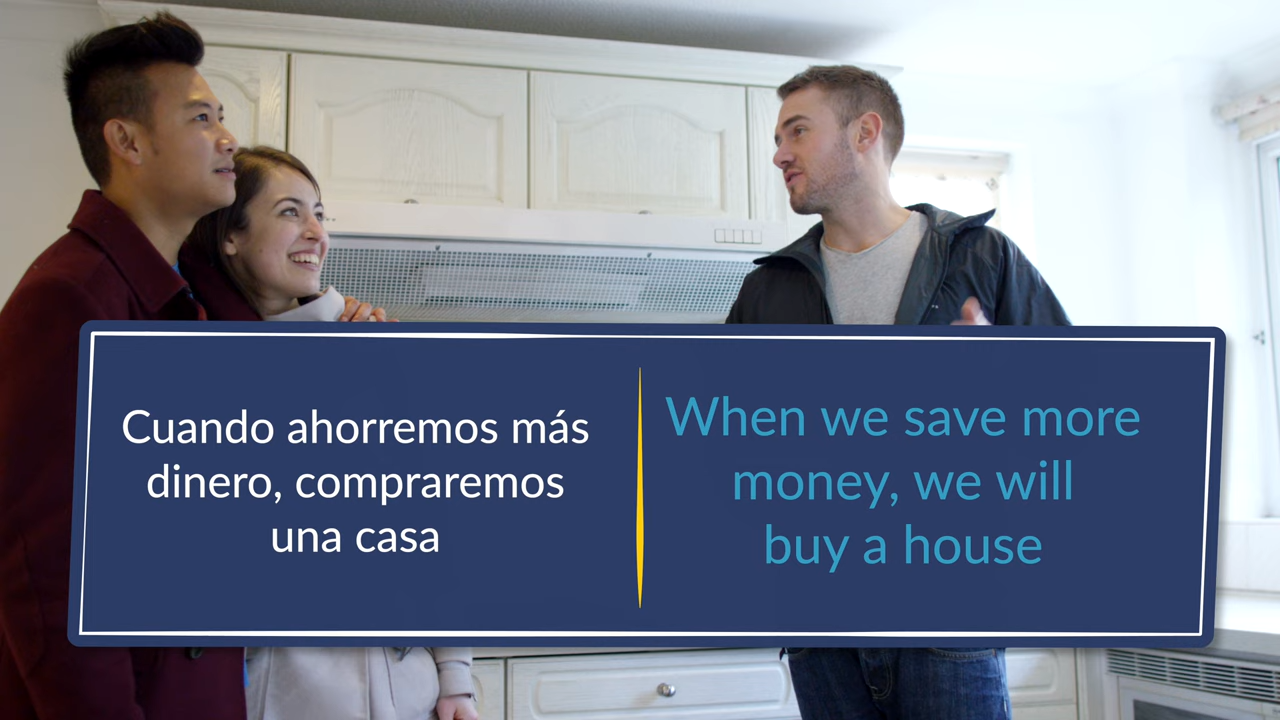 Cuando ahorremos más
dinero, compraremos
una casa
When we save more
money, we will
buy a house